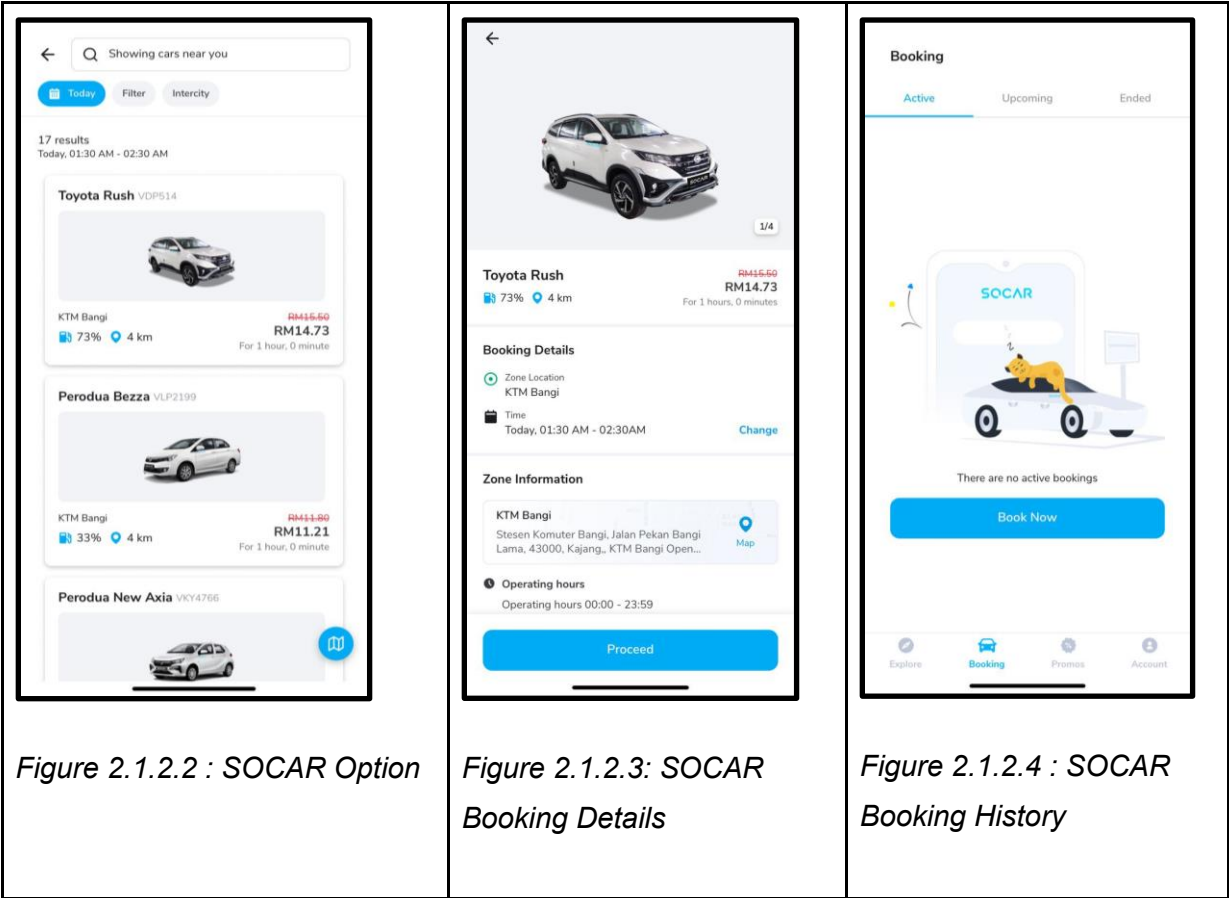 Showing cars near you
Today Filter Intercity
17 results
Today, 01:30 AM - 02:30 AM
Toyota Rush VDP514
KTM Bangi RM15.50
73% 4 km RM14.73
For 1 hour, 0 minute
Perodua Bezza VLP2199
KTM Bangi RM11.80
33% 4 km RM11.21
For 1 hour, 0 minute
Perodua New Axia VKY4766
Figure 2.1.2.2 : SOCAR Option
SOCAR
1/4
Toyota Rush RM15.50
RM14.73
73% 4 km For 1 hours, 0 minutes
Booking Details
Zone Location
KTM Bangi
Time
Today, 01:30 AM - 02:30AM Change
Zone Information
KTM Bangi
Stesen Komuter Bangi, Jalan Pekan Bangi
Lama, 43000, Kajang,, KTM Bangi Open...
Map
Operating hours
Operating hours 00:00 - 23:59
Proceed
Figure 2.1.2.3: SOCAR
Booking Details
Booking
Active Upcoming Ended
SOCAR
z
z
There are no active bookings
Book Now
Explore Booking Promos Account
Figure 2.1.2.4 : SOCAR
Booking History